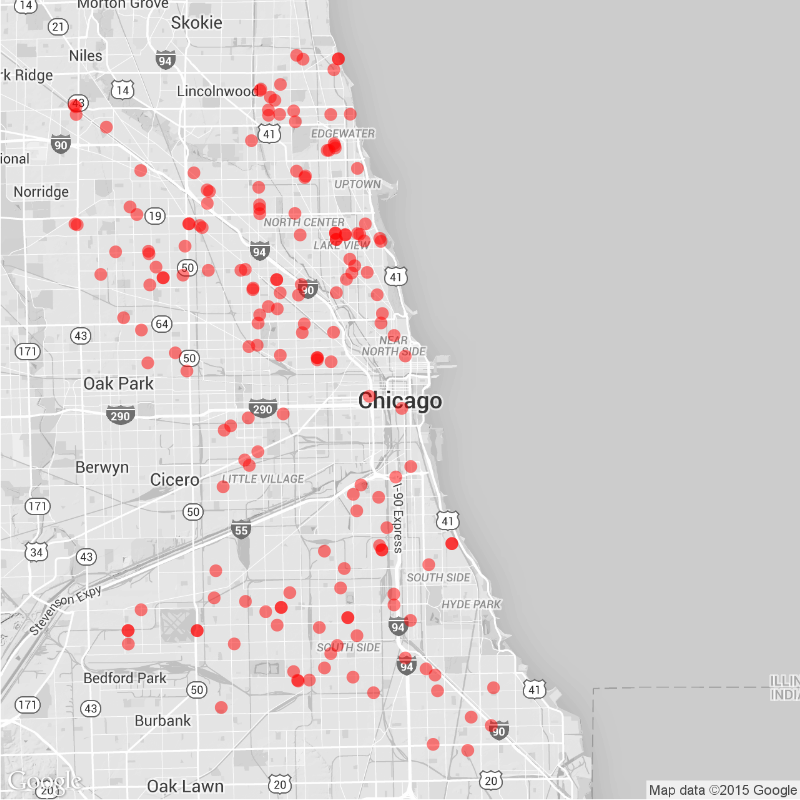 14
Morton Grove
21
Skokie
Niles
94
rk Ridge
14
Lincolnwood
43
41
EDGEWATER
90
ional
Norridge
UPTOWN
19
NORTH CENTER
LAKE VIEW
94
50
41
90
64
43
NEAR
NORTH SIDE
171
50
Oak Park
290
290
Chicago
Berwyn
Cicero
LITTLE VILLAGE
171
50
I-90 Express
41
55
34
43
SOUTH SIDE
Stevenson Expy
HYDE PARK
94
SOUTH SIDE
94
Bedford Park
50
41
ILLIN
INDIA
171
43
Burbank
90
Google
20
Oak Lawn
20
20
Map data ©2015 Google